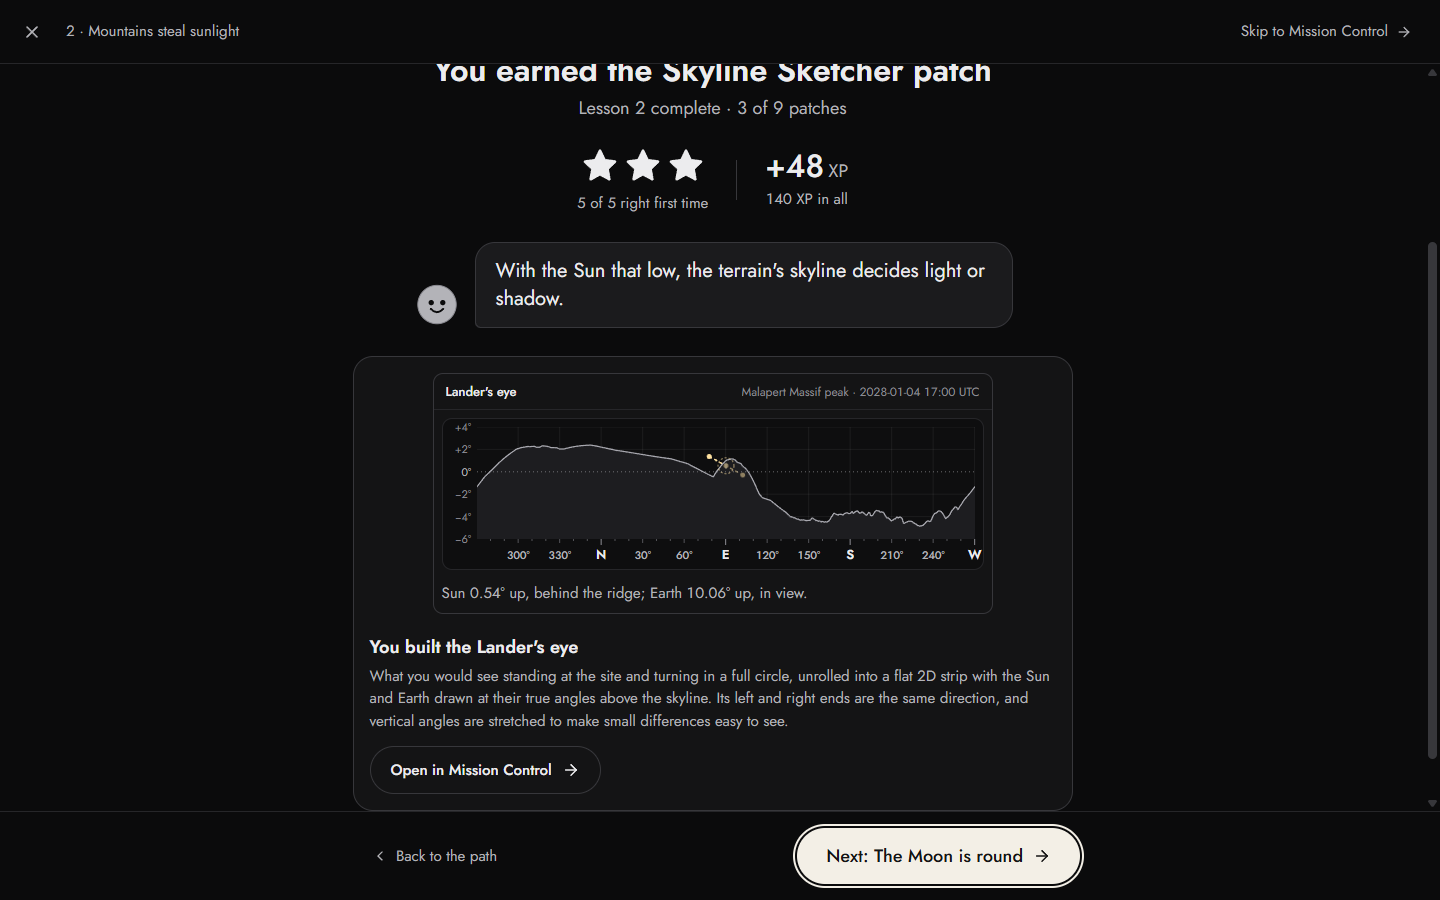 2 · Mountains steal sunlight
Skip to Mission Control
You earned the Skyline Sketcher patch
Lesson 2 complete · 3 of 9 patches
5 of 5 right first time
+48 XP
140 XP in all
With the Sun that low, the terrain's skyline decides light or
shadow.
Lander's eye
Malapert Massif peak · 2028-01-04 17:00 UTC
+4°
+2°
0°
−2°
−4°
−6°
300° 330° N 30° 60° E 120° 150° S 210° 240° W
Sun 0.54° up, behind the ridge; Earth 10.06° up, in view.
You built the Lander's eye
What you would see standing at the site and turning in a full circle, unrolled into a flat 2D strip with the Sun
and Earth drawn at their true angles above the skyline. Its left and right ends are the same direction, and
vertical angles are stretched to make small differences easy to see.
Open in Mission Control
Back to the path
Next: The Moon is round